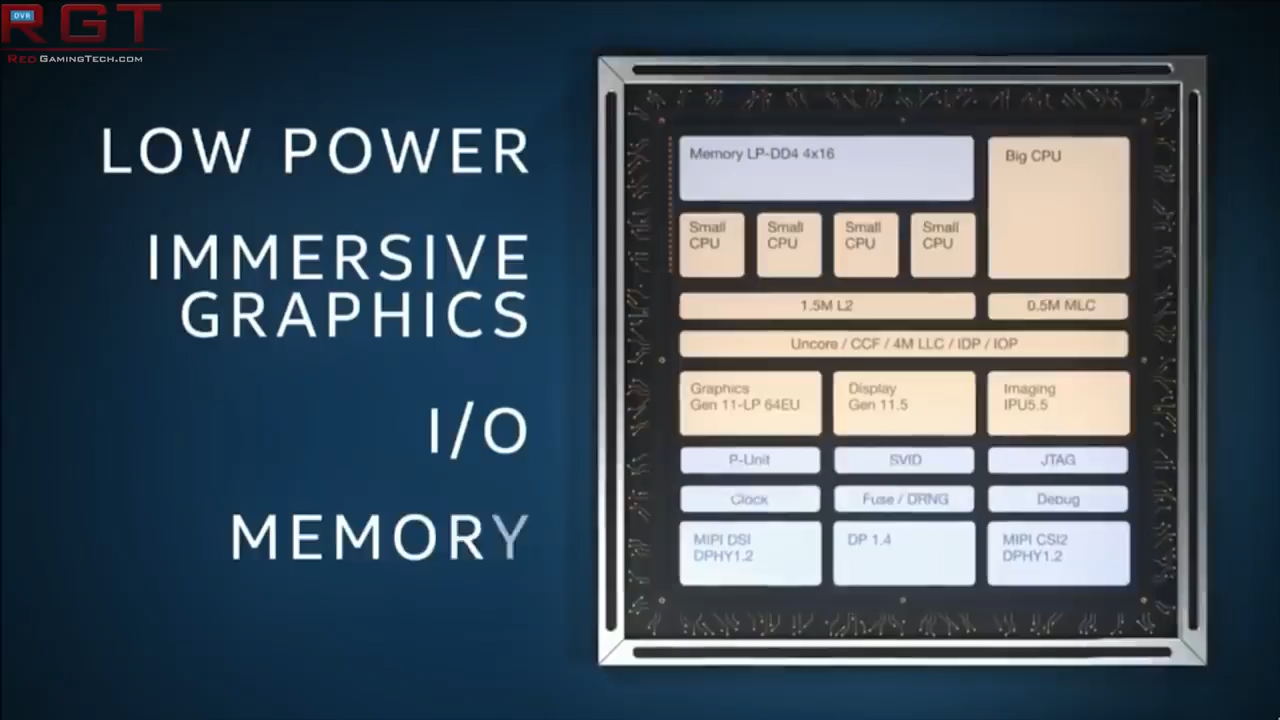 DVR
RGT
RED GAMINGTECH.COM
LOW POWER
IMMERSIVE
GRAPHICS
I/O
MEMORY
Memory LP-DD4 4x16
Big CPU
Small
CPU
Small
CPU
Small
CPU
Small
CPU
1.5M L2
0.5M MLC
Uncore / CCF / 4M LLC / IDP / IOP
Graphics
Gen 11-LP 64EU
Display
Gen 11.5
Imaging
IPU5.5
P-Unit
SVID
JTAG
Clock
Fuse / DRNG
Debug
MIPI DSI
DPHY1.2
DP 1.4
MIPI CSI2
DPHY1.2